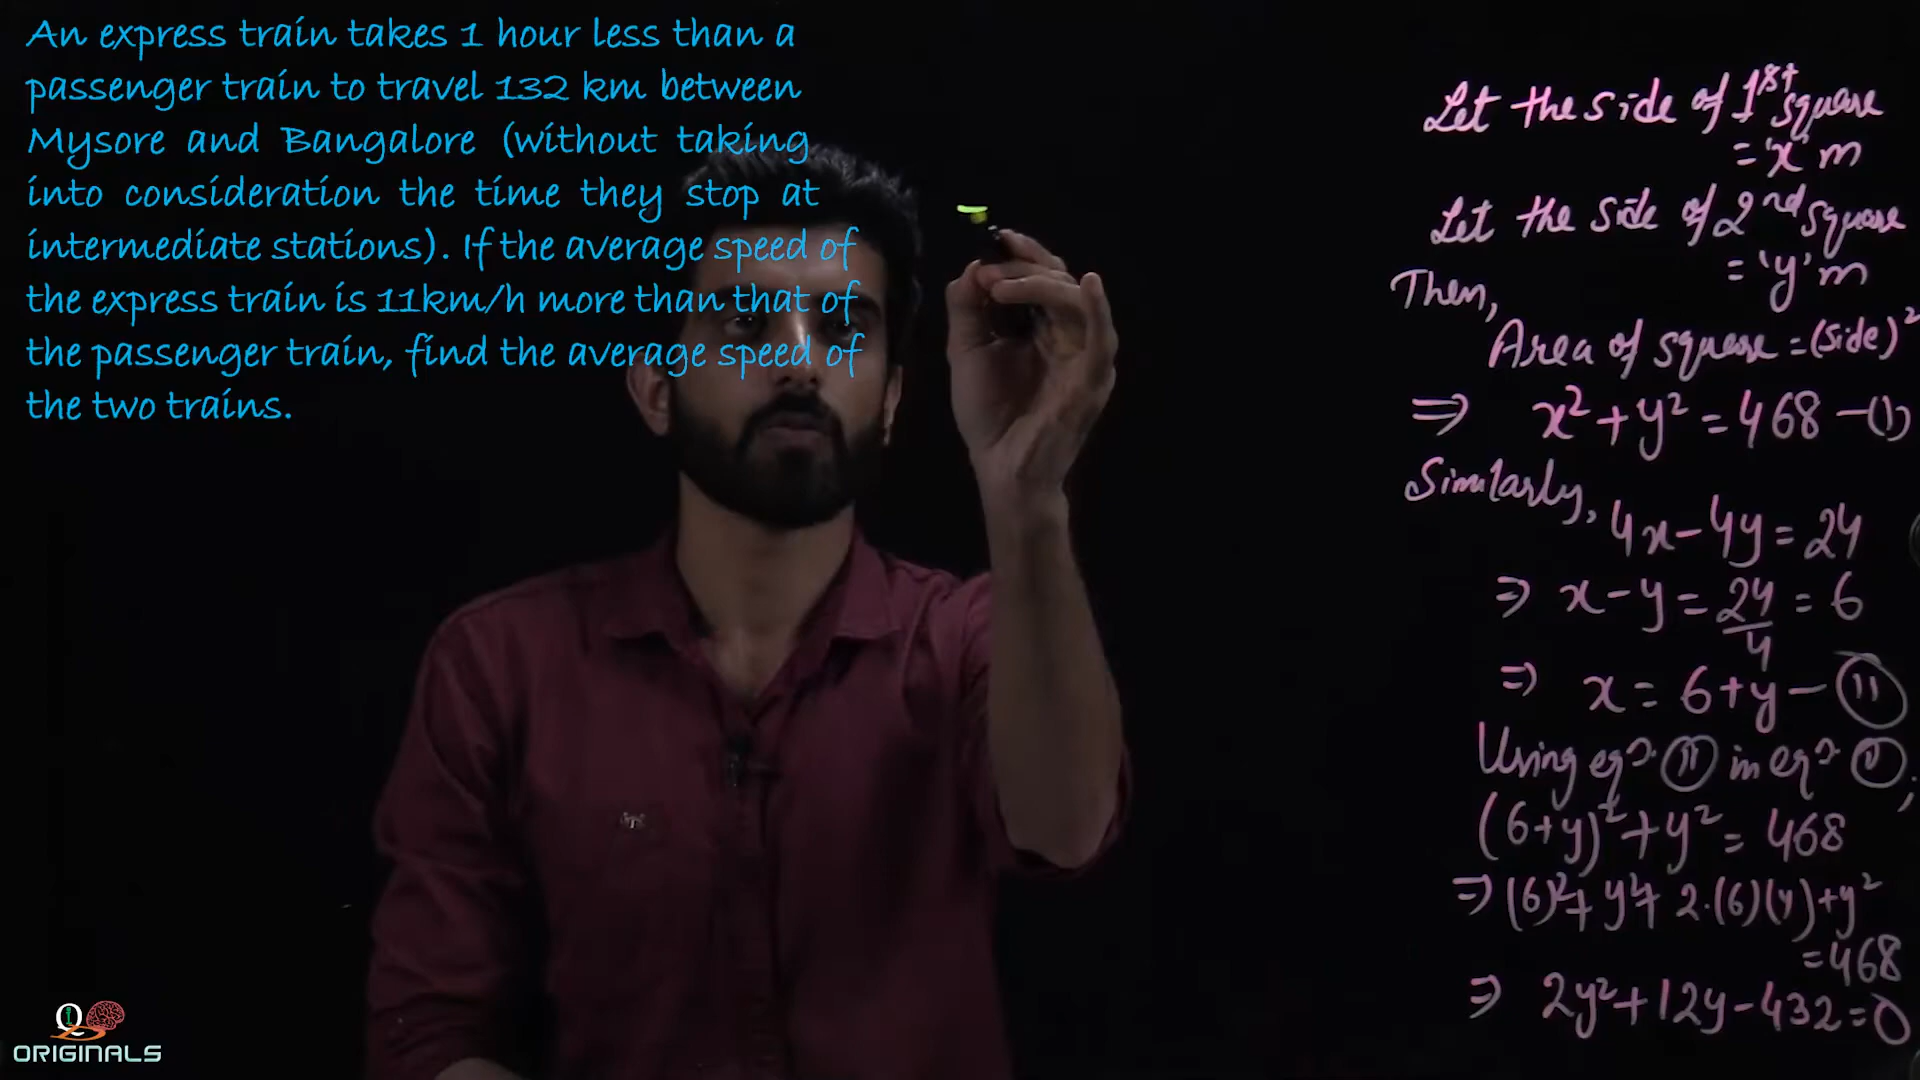 An express train takes 1 hour less than a
passenger train to travel 132 km between
Mysore and Bangalore (without taking
into consideration the time they stop at
intermediate stations). If the average speed of
the express train is 11km/h more than that of
the passenger train, find the average speed of
the two trains.
Let the side of 1st square
= 'x' m
Let the side of 2nd square
= 'y' m
Then,
Area of square = (side)²
⇒ x² + y² = 468 –(1)
Similarly,
4x – 4y = 24
⇒ x – y = 24/4 = 6
⇒ x = 6 + y – (11)
Using eqⁿ (11) in eqⁿ (1),
(6+y)² + y² = 468
⇒ (6)² + y² + 2·(6)(y) + y²
= 468
⇒ 2y² + 12y – 432 = 0
Q
ORIGINALS